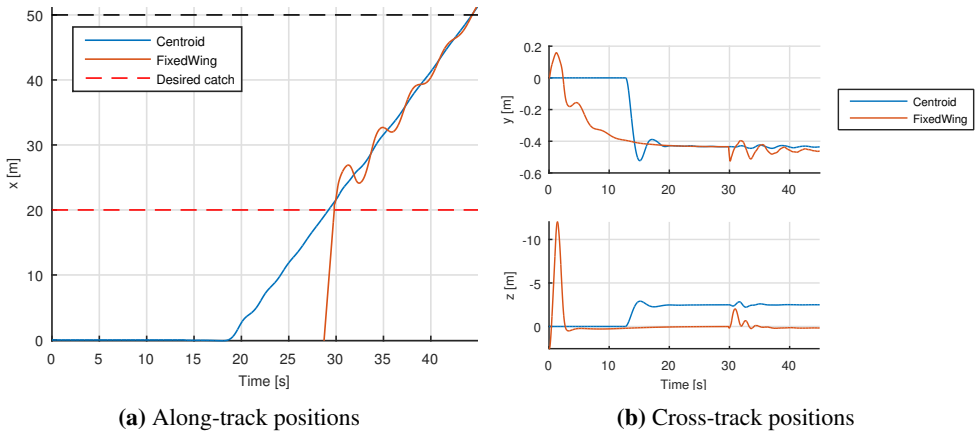 50
40
30
20
10
0
x [m]
Centroid
FixedWing
Desired catch
0 5 10 15 20 25 30 35 40
Time [s]
(a) Along-track positions
0.2
0
-0.4
-0.4
-0.6
y [m]
0 10 20 30 40
Centroid
FixedWing
-10
-5
0
z [m]
0 10 20 30 40
Time [s]
(b) Cross-track positions